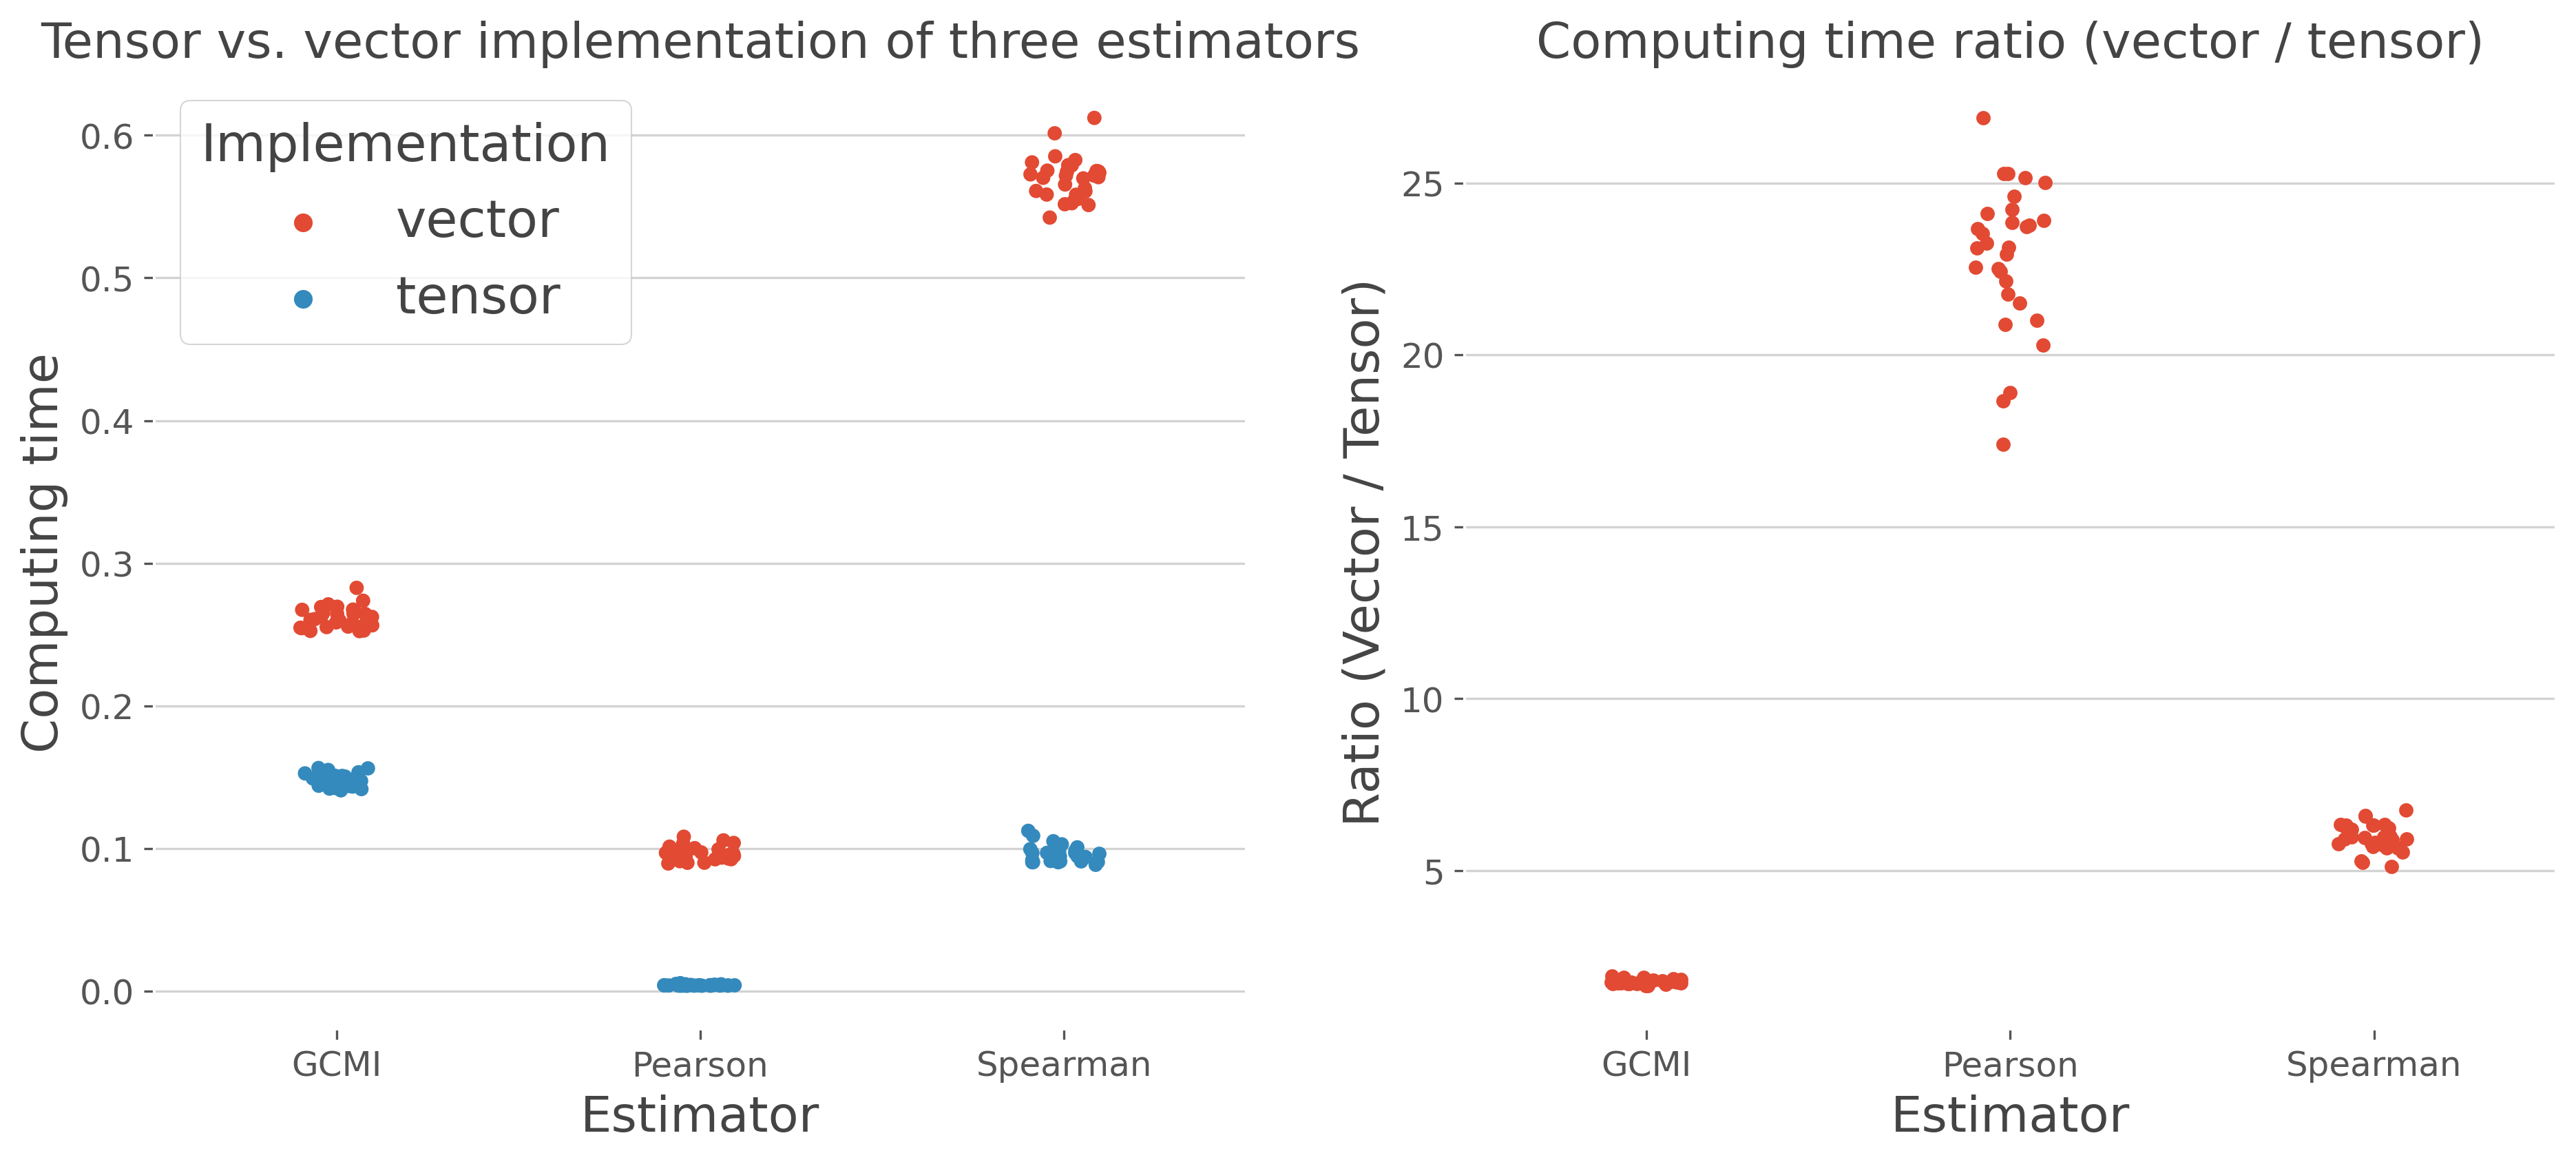 Tensor vs. vector implementation of three estimators
Implementation
vector
tensor
Computing time
0.6
0.5
0.4
0.3
0.2
0.1
0.0
GCMI
Pearson
Spearman
Estimator
Computing time ratio (vector / tensor)
Ratio (Vector / Tensor)
25
20
15
10
5
GCMI
Pearson
Spearman
Estimator